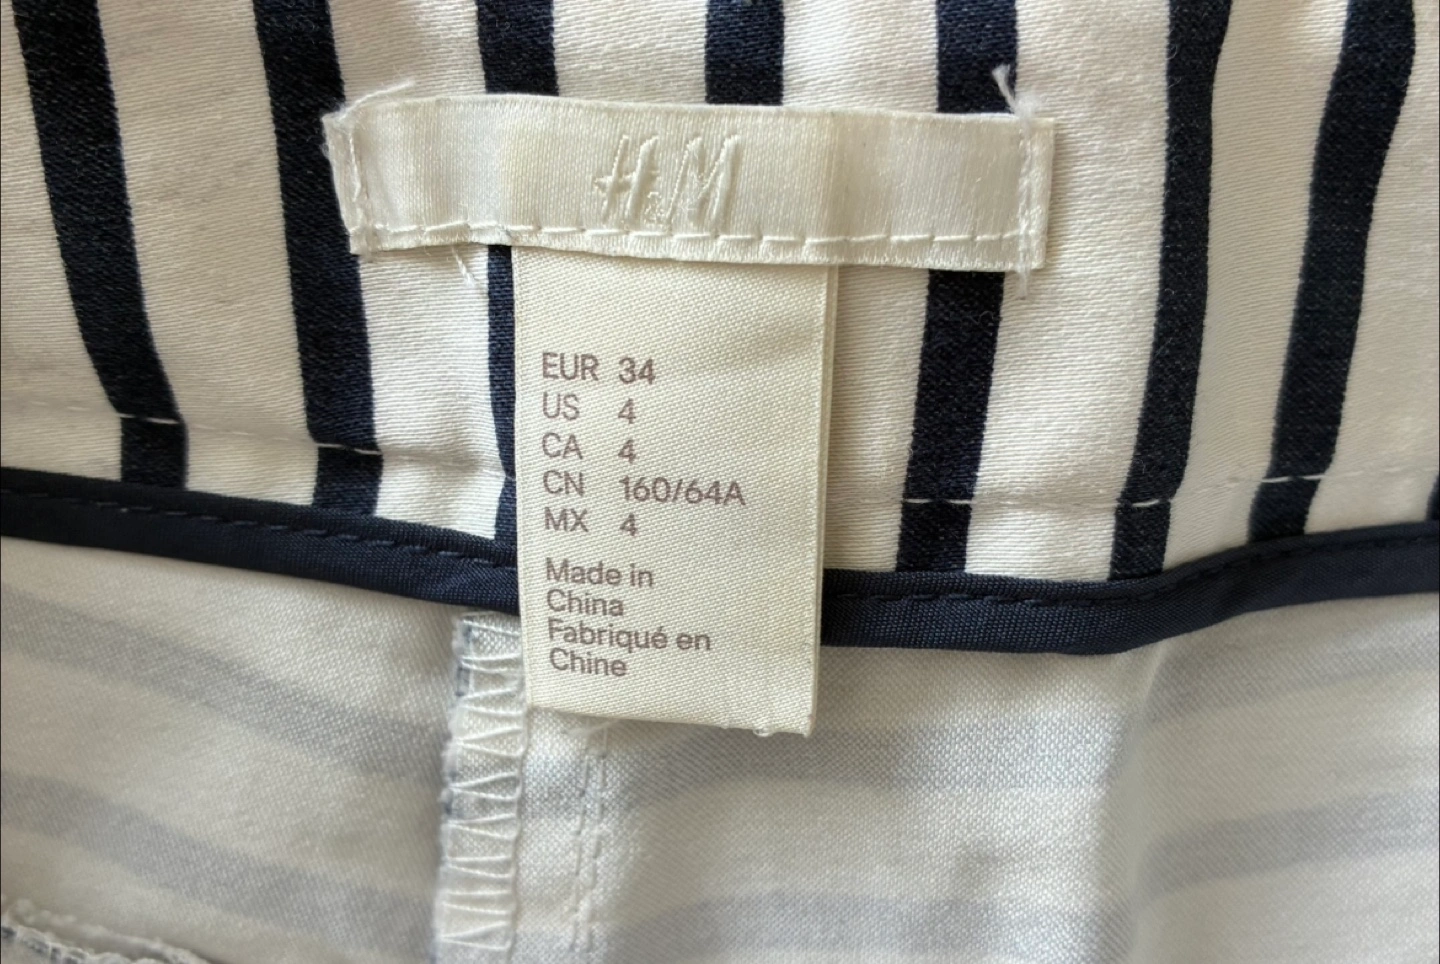 H&M
EUR 34
US 4
CA 4
CN 160/64A
MX 4
Made in
China
Fabriqué en
Chine